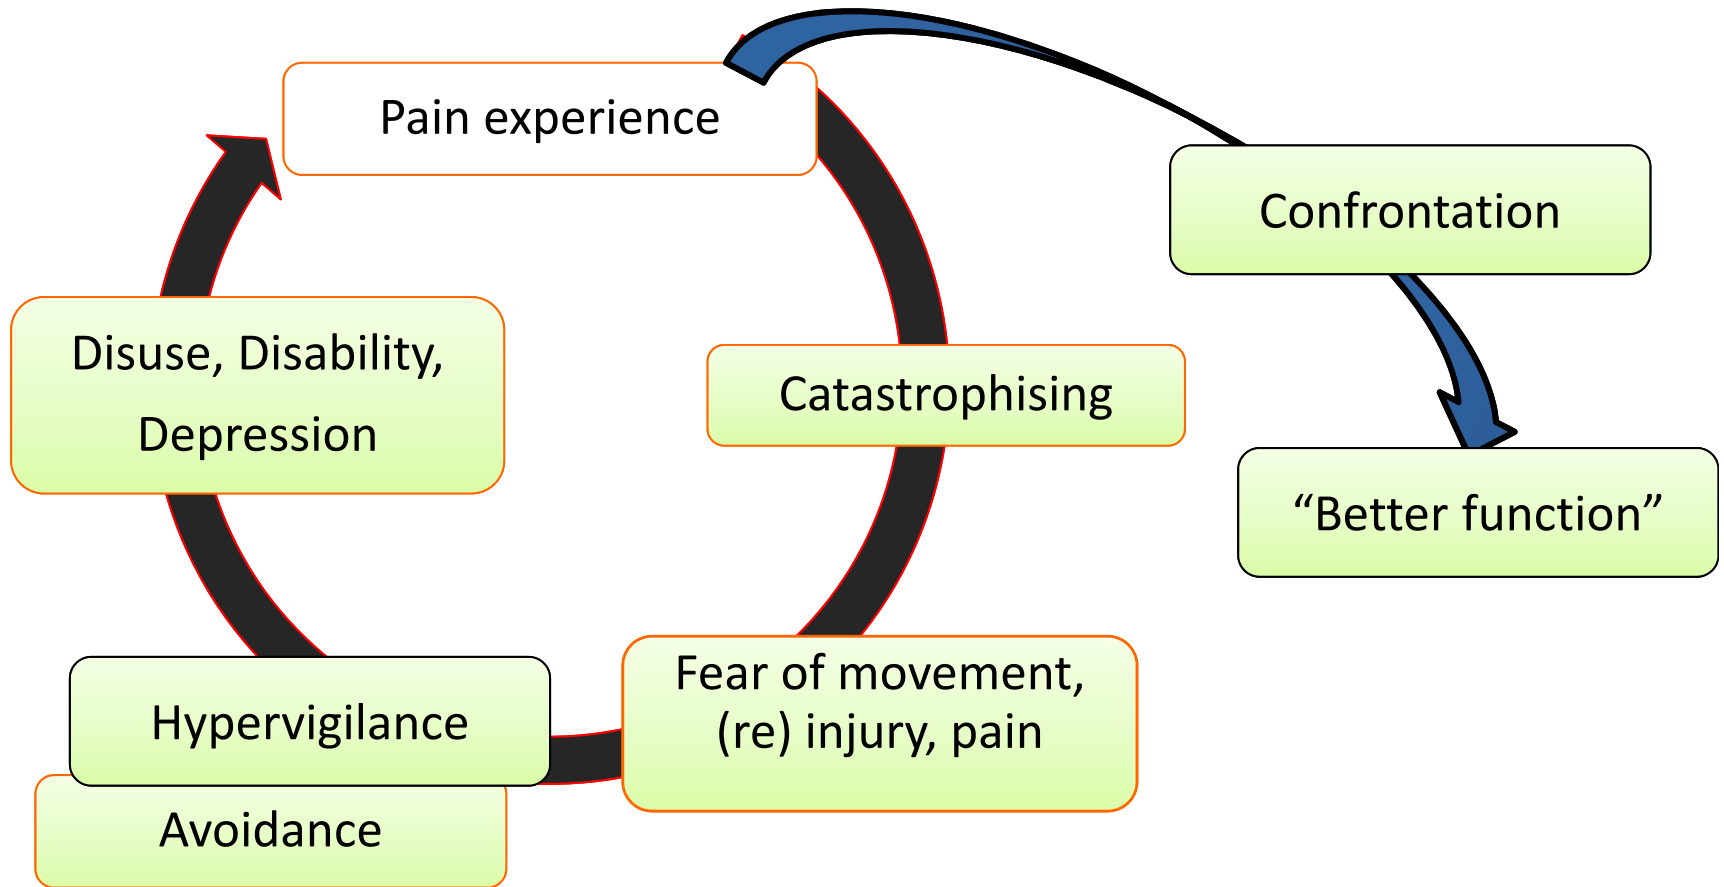 Pain experience
Confrontation
Disuse, Disability,
Depression
Catastrophising
“Better function”
Fear of movement,
(re) injury, pain
Hypervigilance
Avoidance